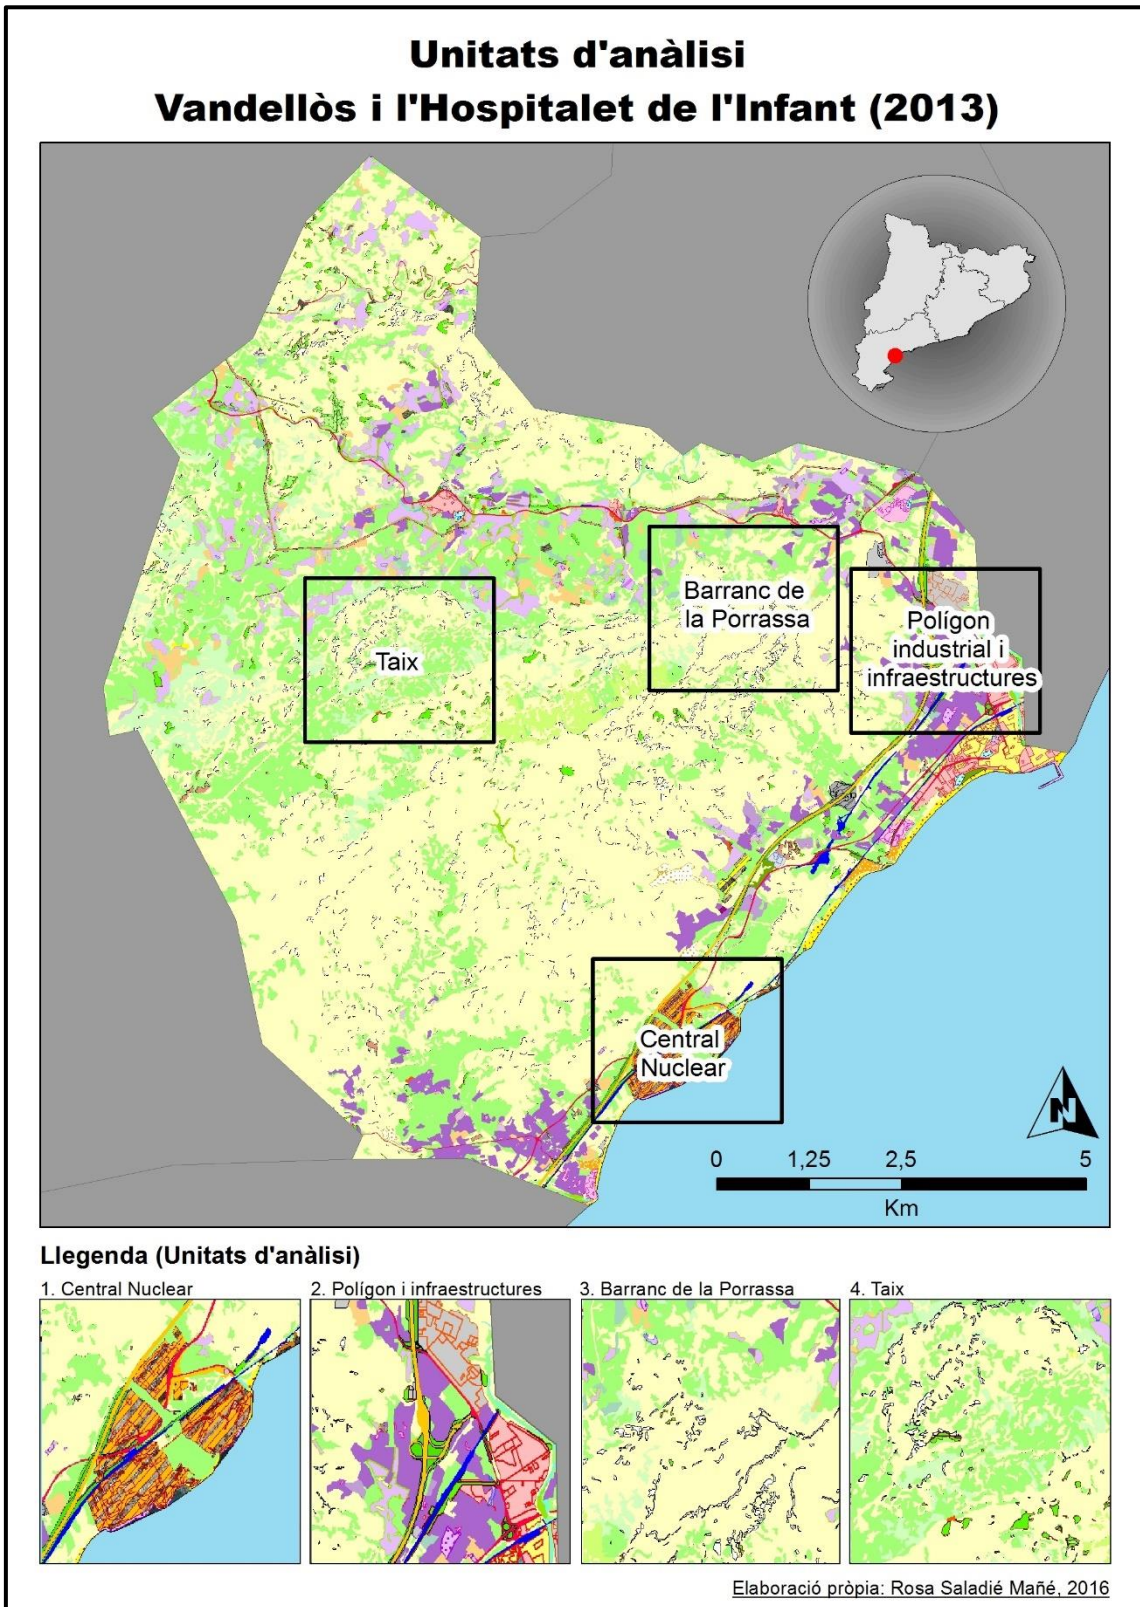 Unitats d'anàlisi
Vandellòs i l'Hospitalet de l'Infant (2013)
Barranc de
la Porrassa
Polígon
industrial i
infraestructures
Taix
Central
Nuclear
N
0 1,25 2,5 5
Km
Llegenda (Unitats d'anàlisi)
1. Central Nuclear
2. Polígon i infraestructures
3. Barranc de la Porrassa
4. Taix
Elaboració pròpia: Rosa Saladié Mañé, 2016